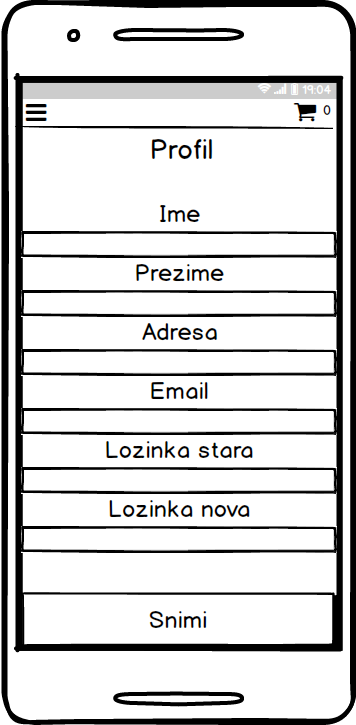 19:04
0
Profil
Ime
Prezime
Adresa
Email
Lozinka stara
Lozinka nova
Snimi